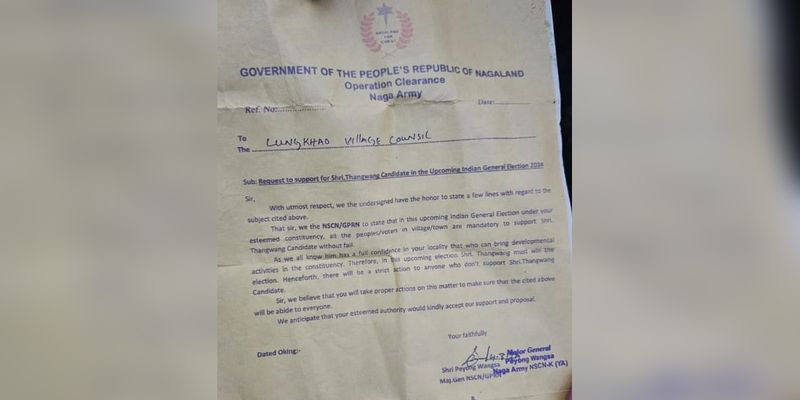 NAGALAND
FOR
CHRIST
GOVERNMENT OF THE PEOPLE'S REPUBLIC OF NAGALAND
Operation Clearance
Naga Army
Ref. No:.................... Date:....................
To
The LUNGKHAO VILLAGE COUNSIL
Sub: Request to support for Shri.Thangwang Candidate in the Upcoming Indian General Election 2024
Sir,
With utmost respect, we the undersigned have the honor to state a few lines with regard to the
subject cited above.
That sir, we the NSCN/GPRN to state that in this upcoming Indian General Election under your
esteemed constituency, all the peoples/voters in village/town are mandatory to support Shri.
Thangwang Candidate without fail.
As we all know him has a full confidence in your locality that who can bring developmental
activities in the constituency. Therefore, in this upcoming election Shri. Thangwang must win the
election. Henceforth, there will be a strict action to anyone who don't support Shri.Thangwang
Candidate.
Sir, we believe that you will take proper actions on this matter to make sure that the cited above
will be abide to everyone.
We anticipate that your esteemed authority would kindly accept our support and proposal.
Your faithfully
Dated Oking:-
Shri Peyong Wangsa
Maj.Gen NSCN/GPRN
Major General
Peyong Wangsa
Naga Army NSCN-K (YA)